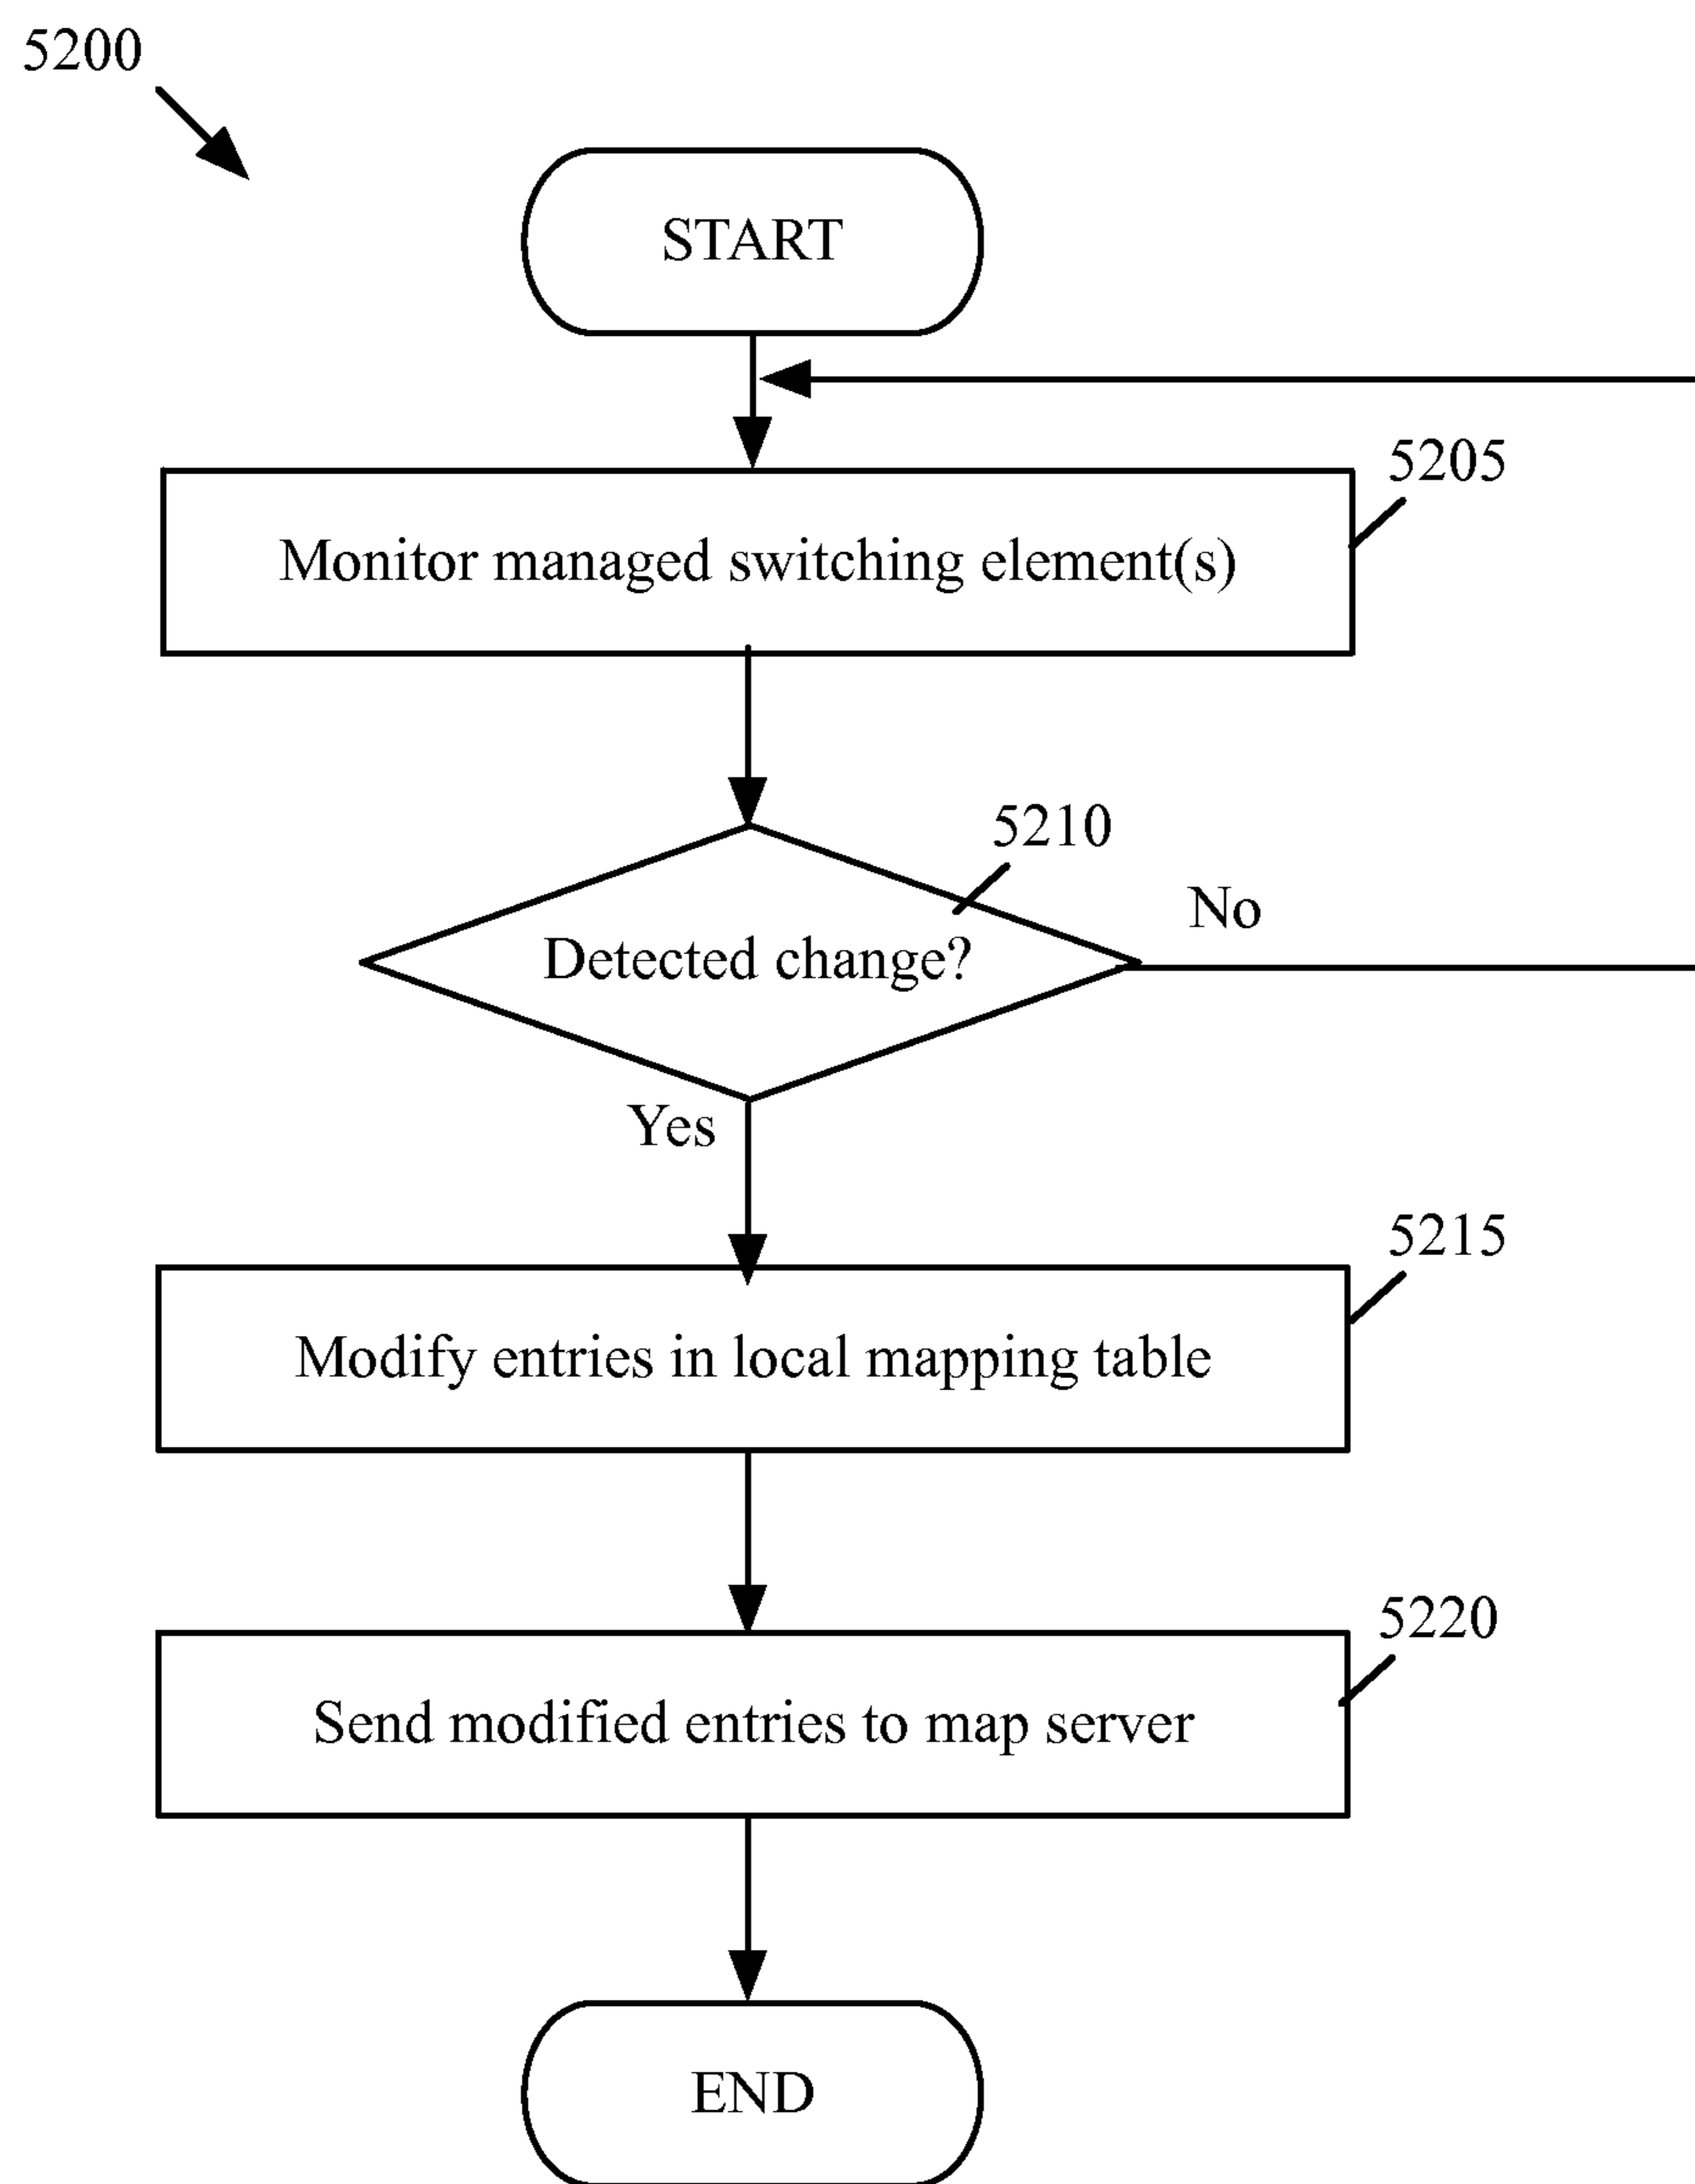 5200
START
5205
Monitor managed switching element(s)
5210
No
Detected change?
Yes
5215
Modify entries in local mapping table
5220
Send modified entries to map server
END